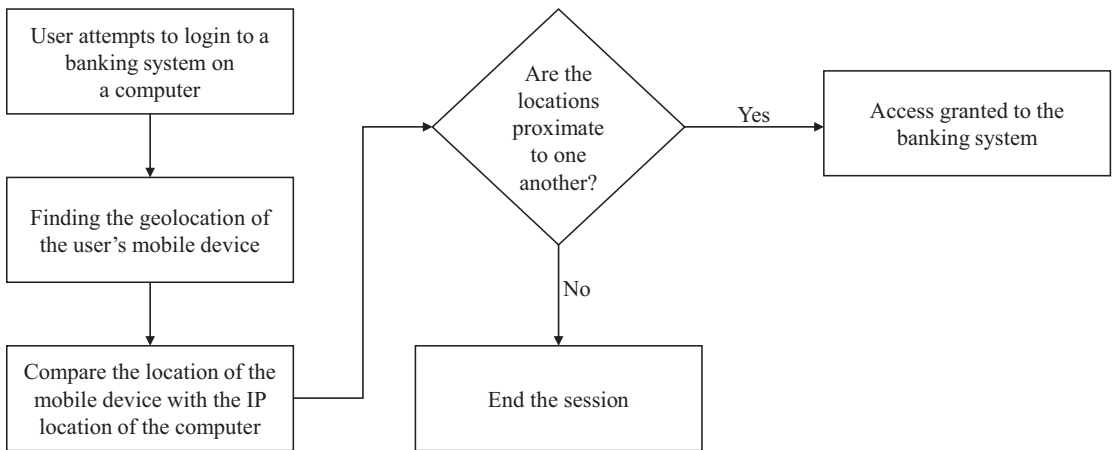 User attempts to login to a
banking system on
a computer
Finding the geolocation of
the user’s mobile device
Compare the location of the
mobile device with the IP
location of the computer
Are the
locations
proximate
to one
another?
Yes
Access granted to the
banking system
No
End the session